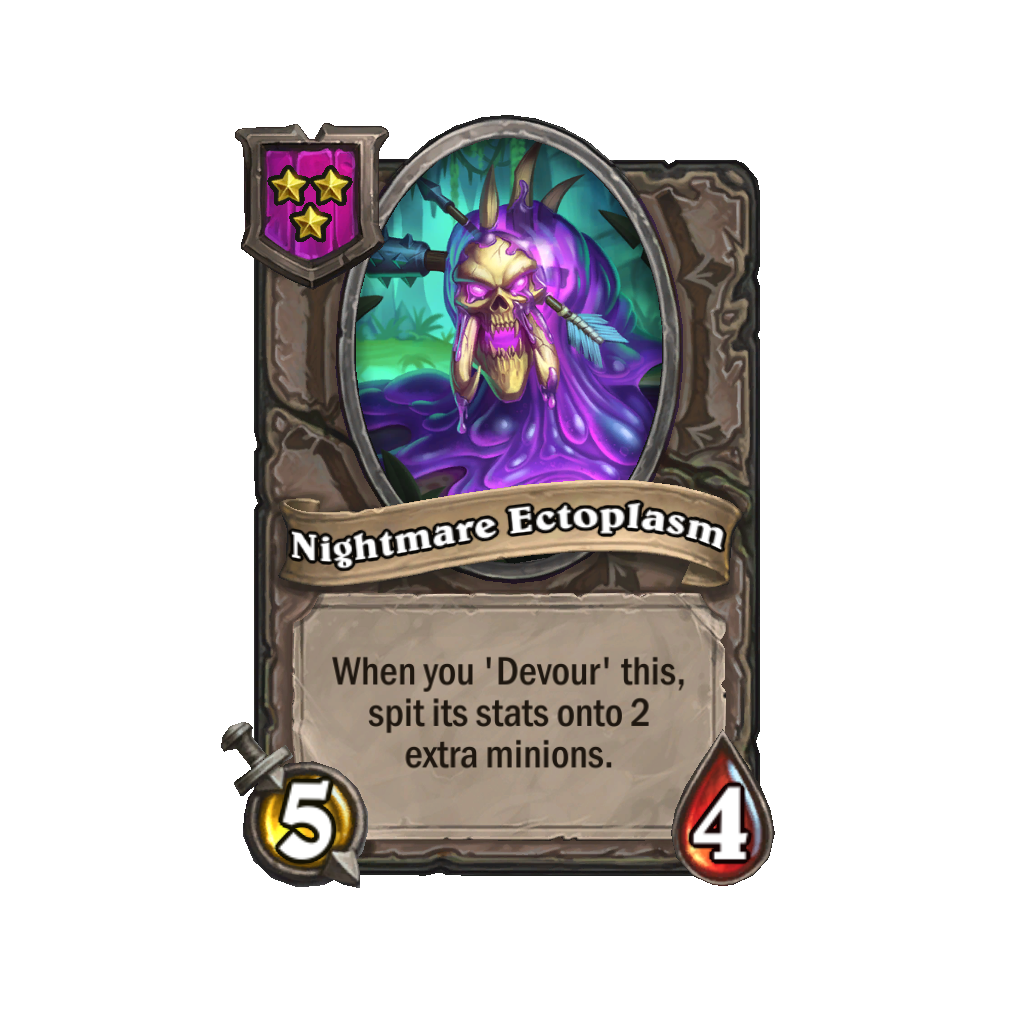 Nightmare Ectoplasm
When you 'Devour' this,
spit its stats onto 2
extra minions.
5
4